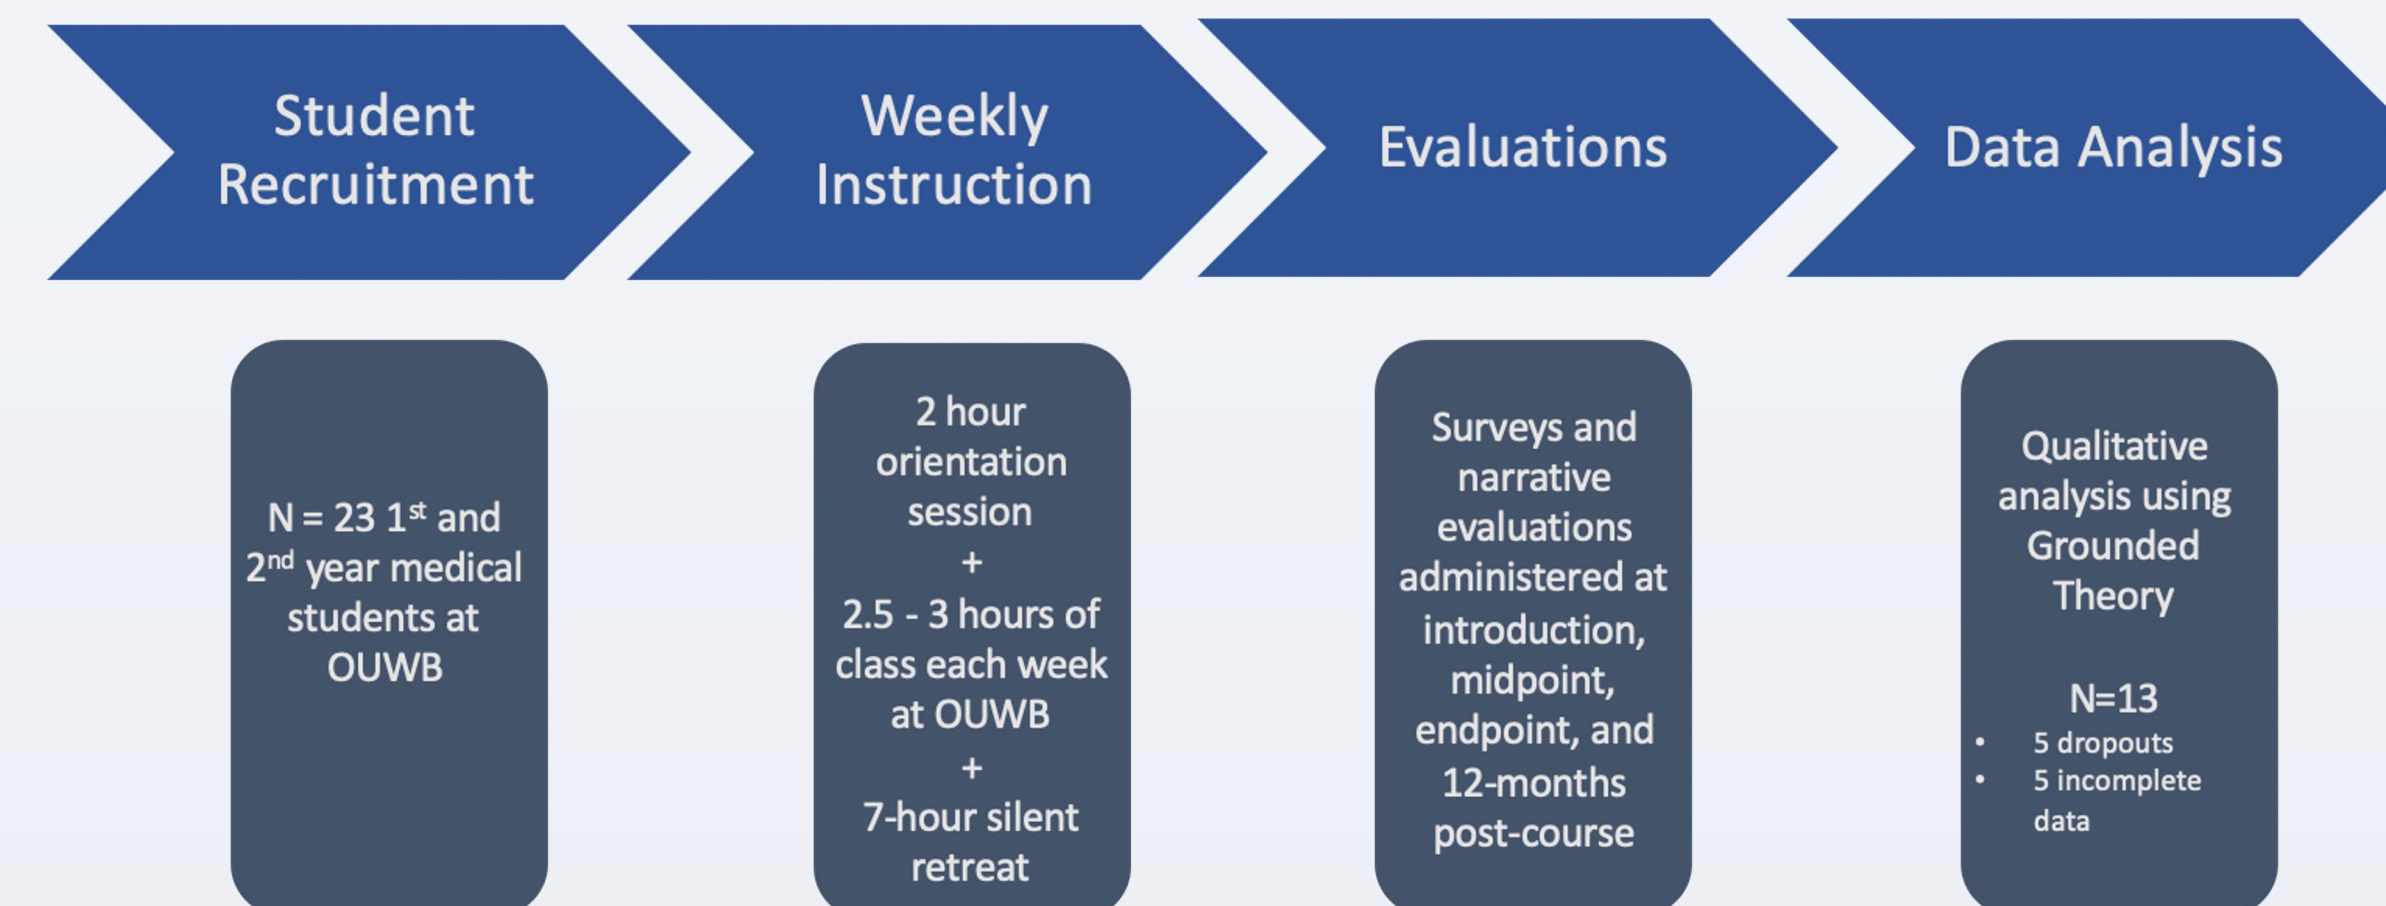 Student
Recruitment
Weekly
Instruction
Evaluations
Data Analysis
N = 23 1st and
2nd year medical
students at
OUWB
2 hour
orientation
session
+
2.5 - 3 hours of
class each week
at OUWB
+
7-hour silent
retreat
Surveys and
narrative
evaluations
administered at
introduction,
midpoint,
endpoint, and
12-months
post-course
Qualitative
analysis using
Grounded
Theory
N=13
• 5 dropouts
• 5 incomplete
data